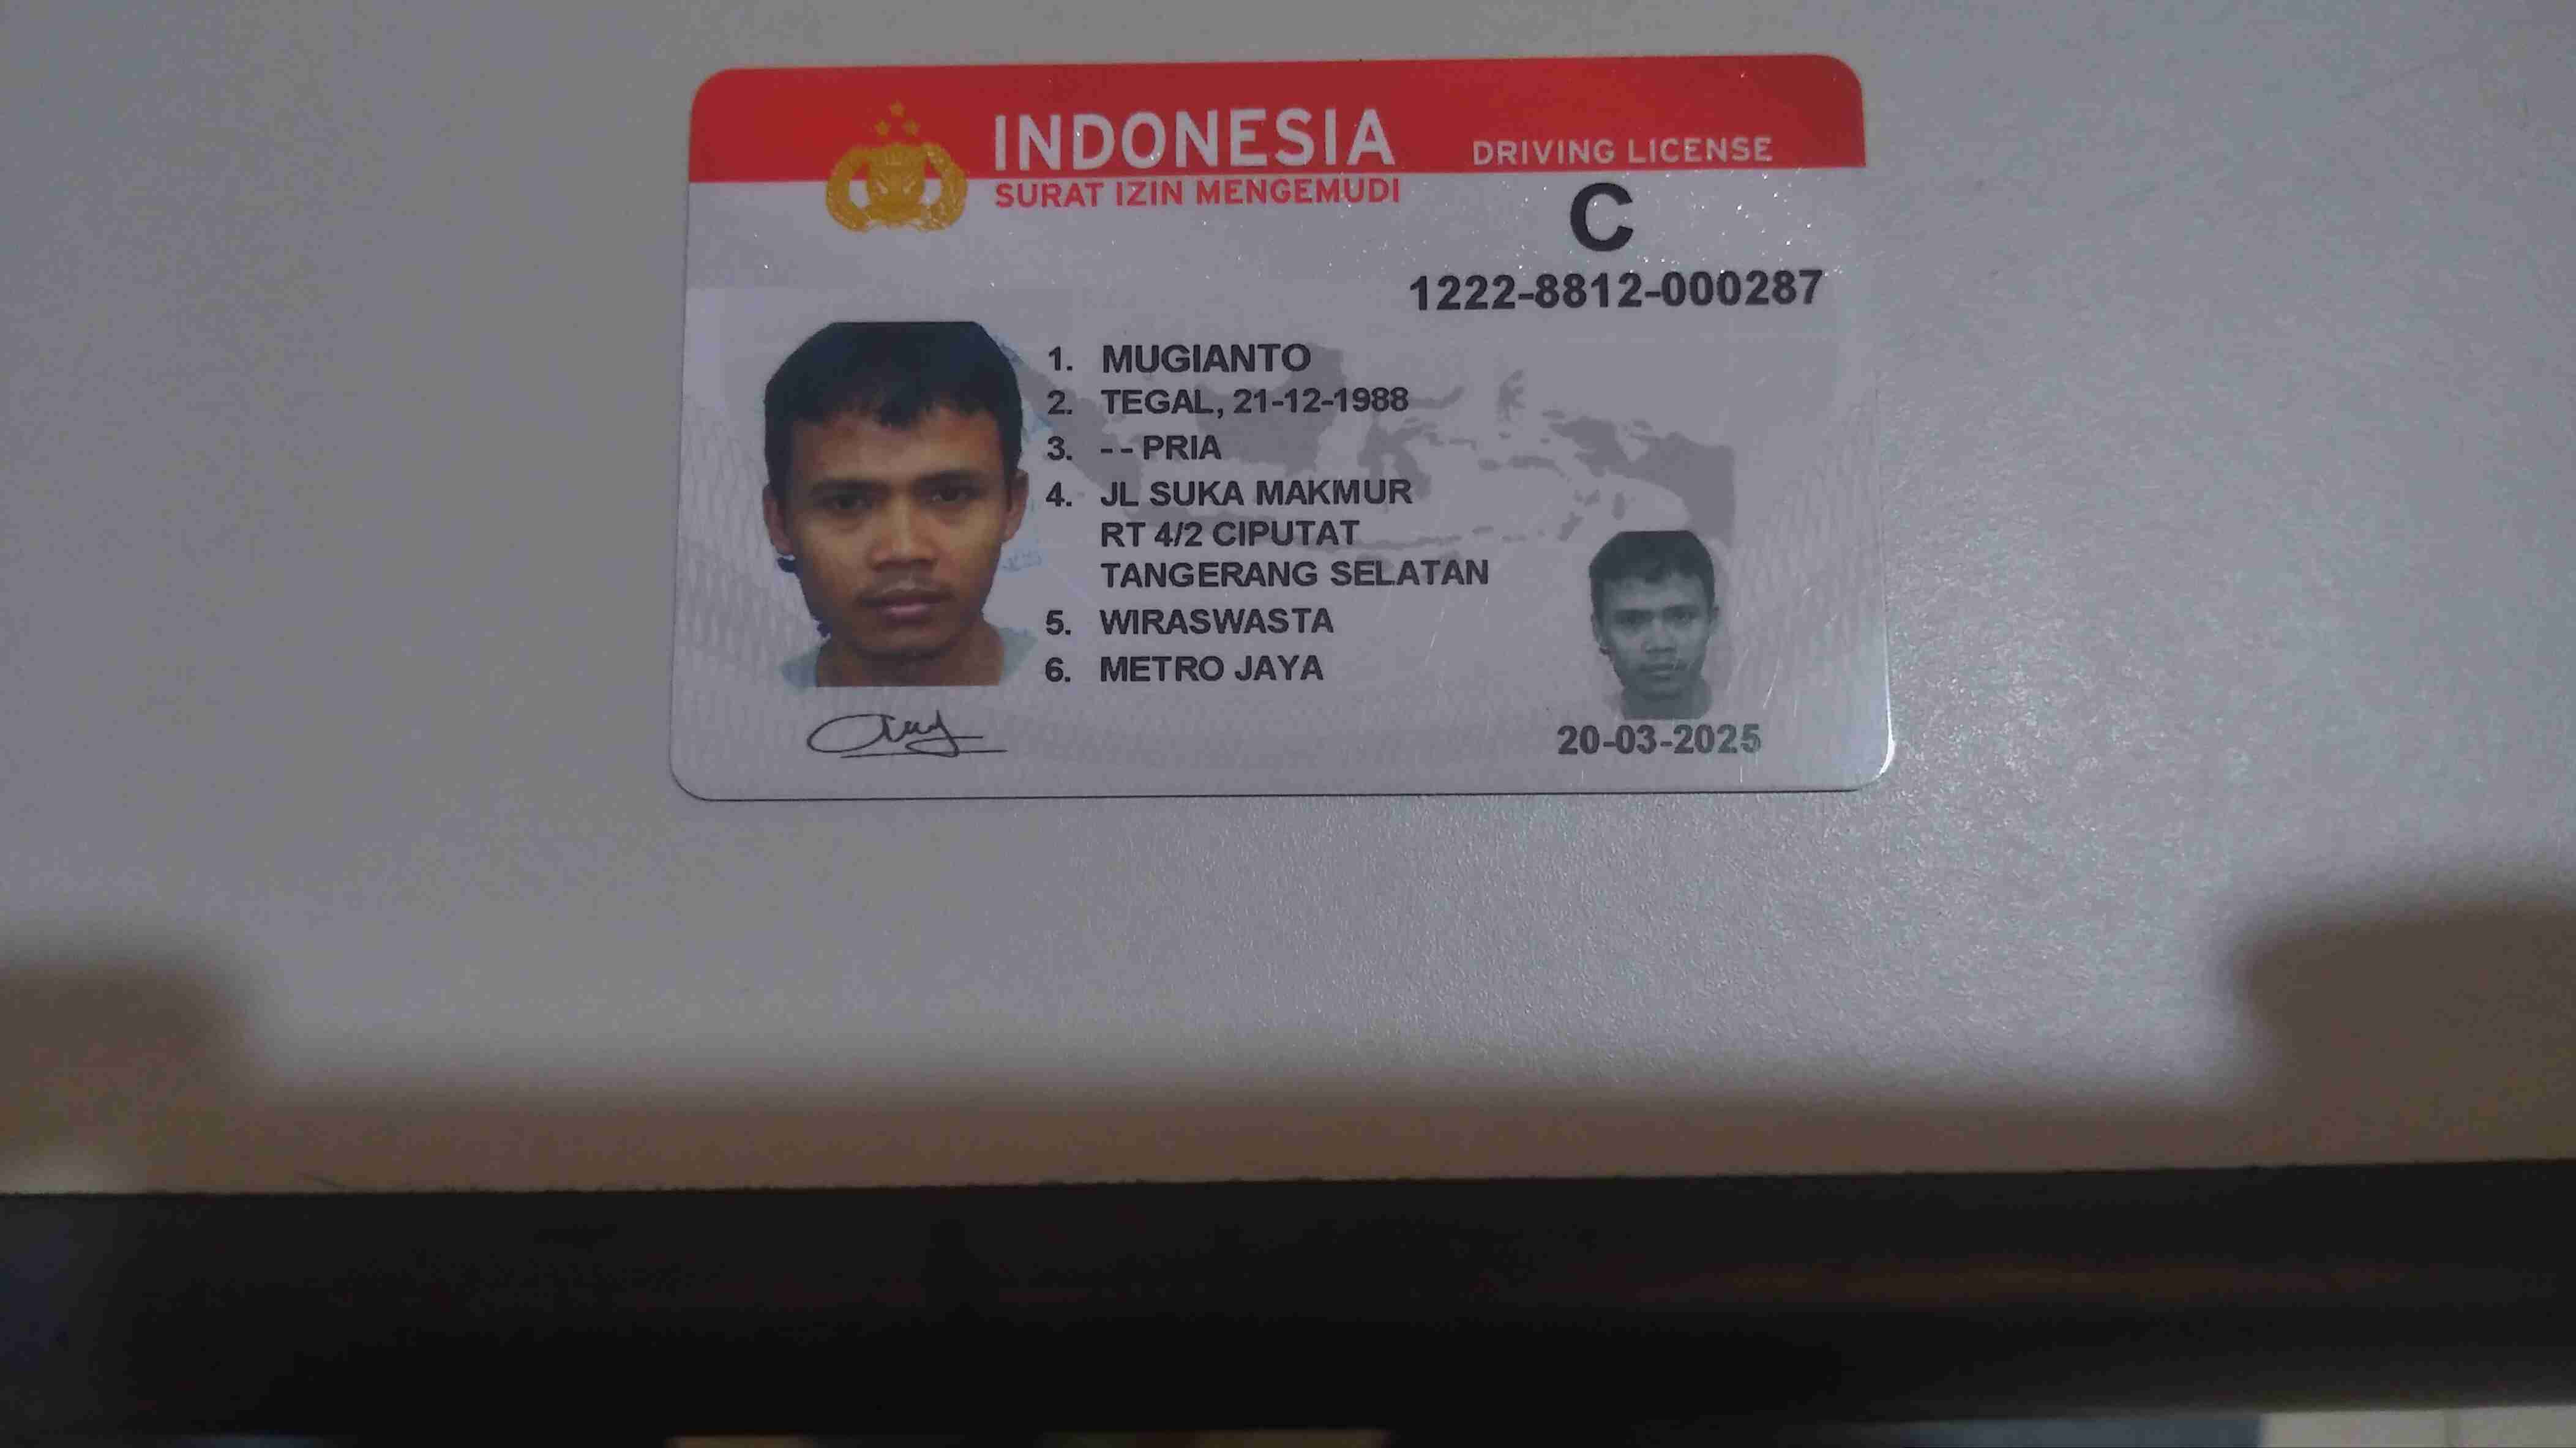 INDONESIA
DRIVING LICENSE
SURAT IZIN MENGEMUDI
C
1222-8812-000287
1. MUGIANTO
2. TEGAL, 21-12-1988
3. -- PRIA
4. JL SUKA MAKMUR
RT 4/2 CIPUTAT
TANGERANG SELATAN
5. WIRASWASTA
6. METRO JAYA
20-03-2025